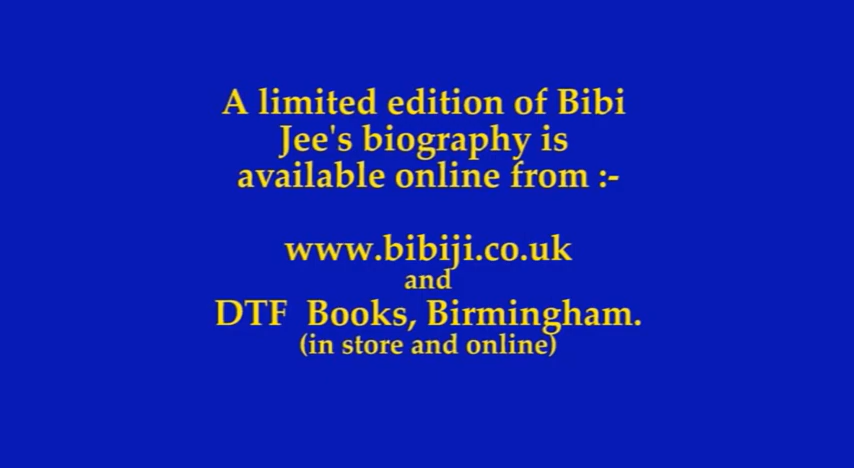 A limited edition of Bibi
Jee's biography is
available online from :-
www.bibiji.co.uk
and
DTF Books, Birmingham.
(in store and online)